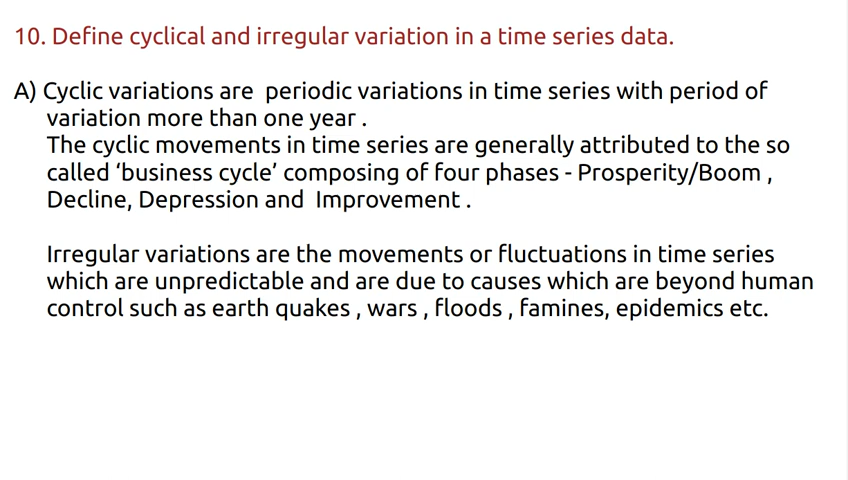 10. Define cyclical and irregular variation in a time series data.
A) Cyclic variations are  periodic variations in time series with period of
variation more than one year .
The cyclic movements in time series are generally attributed to the so
called ‘business cycle’ composing of four phases - Prosperity/Boom ,
Decline, Depression and  Improvement .
Irregular variations are the movements or fluctuations in time series
which are unpredictable and are due to causes which are beyond human
control such as earth quakes , wars , floods , famines, epidemics etc.